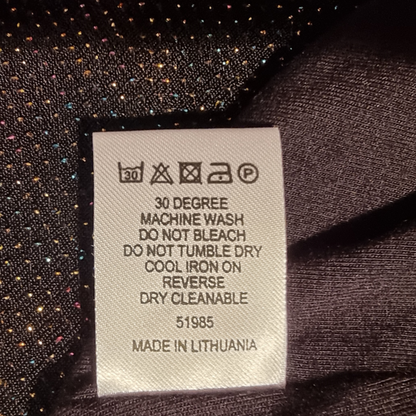 30 P
30 DEGREE
MACHINE WASH
DO NOT BLEACH
DO NOT TUMBLE DRY
COOL IRON ON
REVERSE
DRY CLEANABLE
51985
MADE IN LITHUANIA